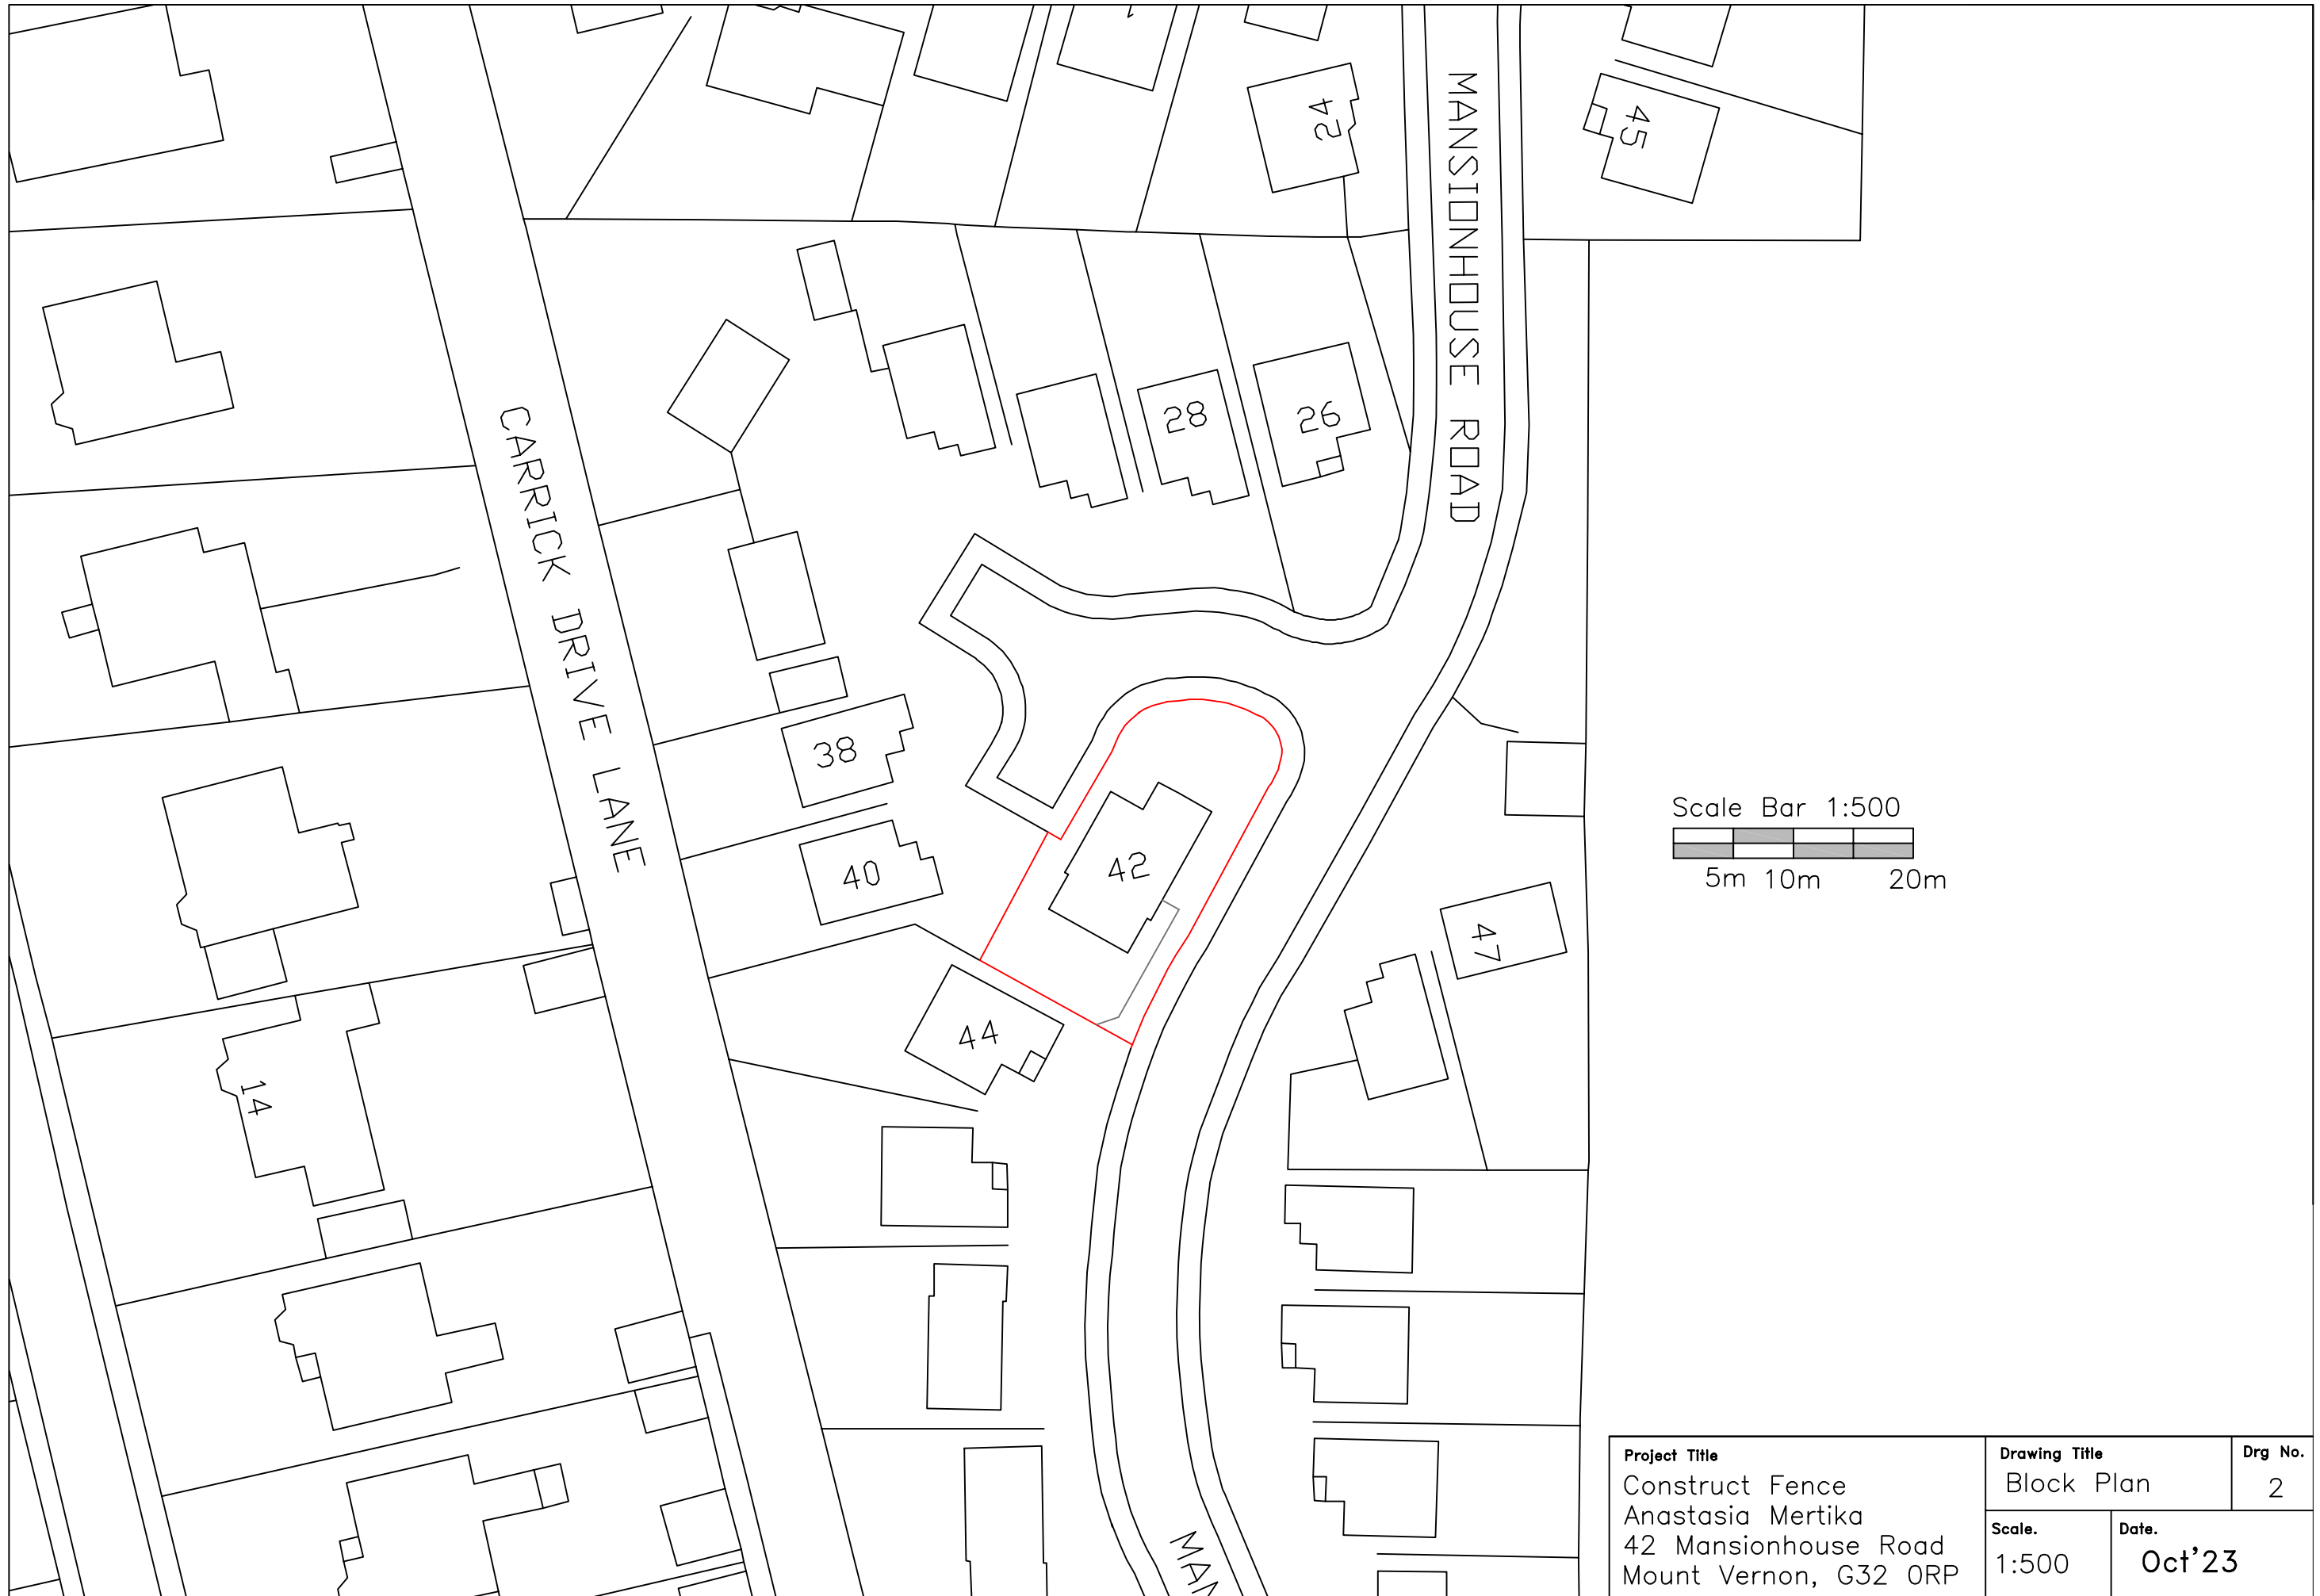 42
45
MANSIONHOUSE ROAD
28
26
CARRICK DRIVE LANE
38
40
42
44
47
14
Scale Bar 1:500
5m 10m 20m
MAN
Project Title
Construct Fence
Anastasia Mertika
42 Mansionhouse Road
Mount Vernon, G32 0RP
Drawing Title
Block Plan
Drg No.
2
Scale.
1:500
Date.
Oct'23